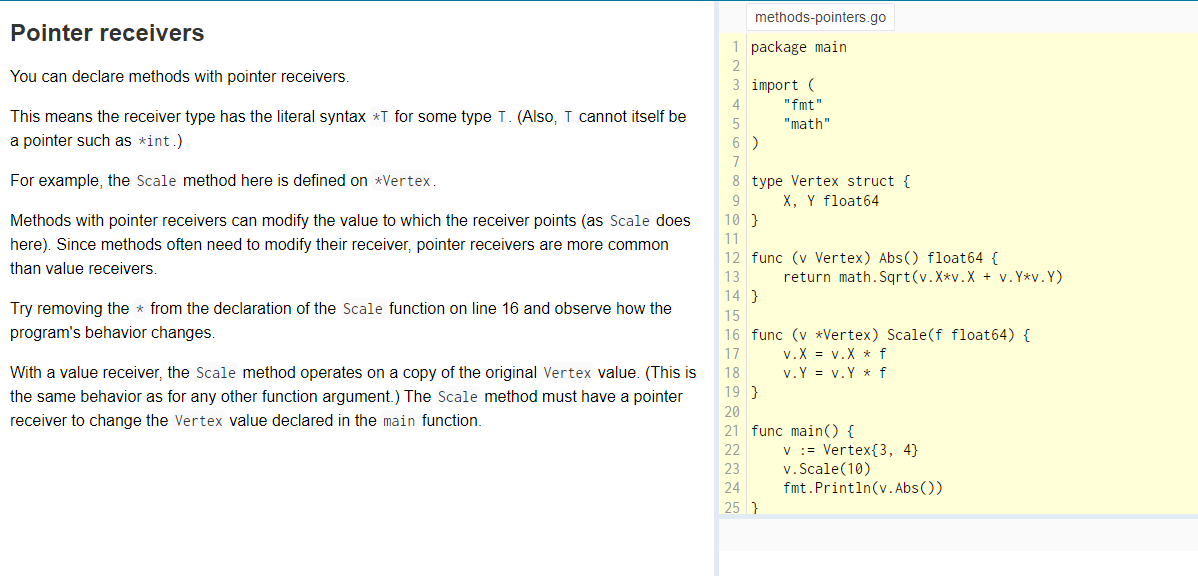 Pointer receivers
You can declare methods with pointer receivers.
This means the receiver type has the literal syntax *T for some type T. (Also, T cannot itself be
a pointer such as *int.)
For example, the Scale method here is defined on *Vertex.
Methods with pointer receivers can modify the value to which the receiver points (as Scale does
here). Since methods often need to modify their receiver, pointer receivers are more common
than value receivers.
Try removing the * from the declaration of the Scale function on line 16 and observe how the
program's behavior changes.
With a value receiver, the Scale method operates on a copy of the original Vertex value. (This is
the same behavior as for any other function argument.) The Scale method must have a pointer
receiver to change the Vertex value declared in the main function.
methods-pointers.go
1 package main
2
3 import (
4     "fmt"
5     "math"
6 )
7
8 type Vertex struct {
9     X, Y float64
10 }
11
12 func (v Vertex) Abs() float64 {
13     return math.Sqrt(v.X*v.X + v.Y*v.Y)
14 }
15
16 func (v *Vertex) Scale(f float64) {
17     v.X = v.X * f
18     v.Y = v.Y * f
19 }
20
21 func main() {
22     v := Vertex{3, 4}
23     v.Scale(10)
24     fmt.Println(v.Abs())
25 }